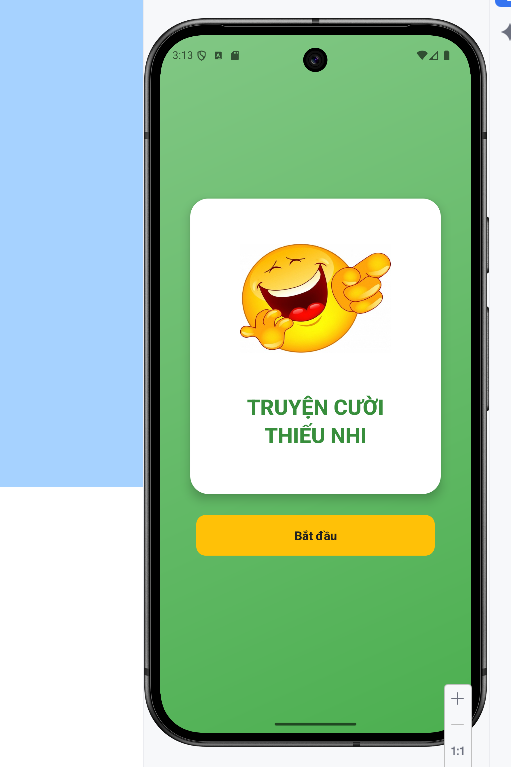 3:13
TRUYỆN CƯỜI
THIẾU NHI
Bắt đầu
1:1